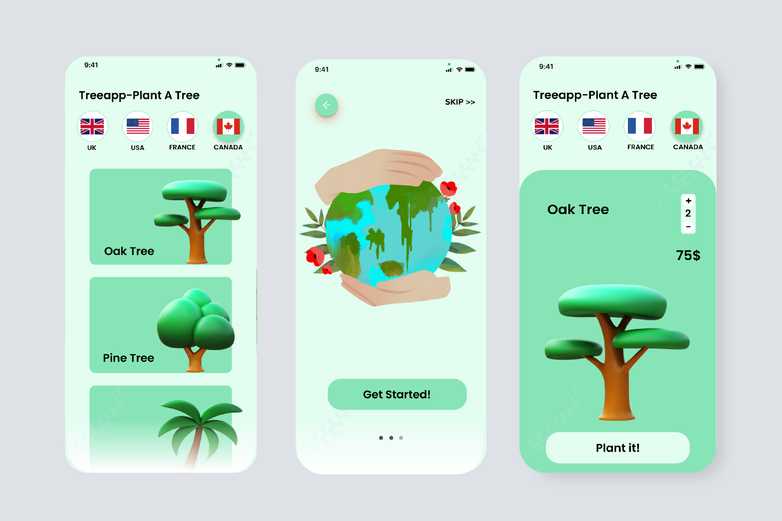 9:41
Treeapp-Plant A Tree
UK
USA
FRANCE
CANADA
Oak Tree
Pine Tree
9:41
SKIP >>
Get Started!
9:41
Treeapp-Plant A Tree
UK
USA
FRANCE
CANADA
Oak Tree
+
2
-
75$
Plant it!